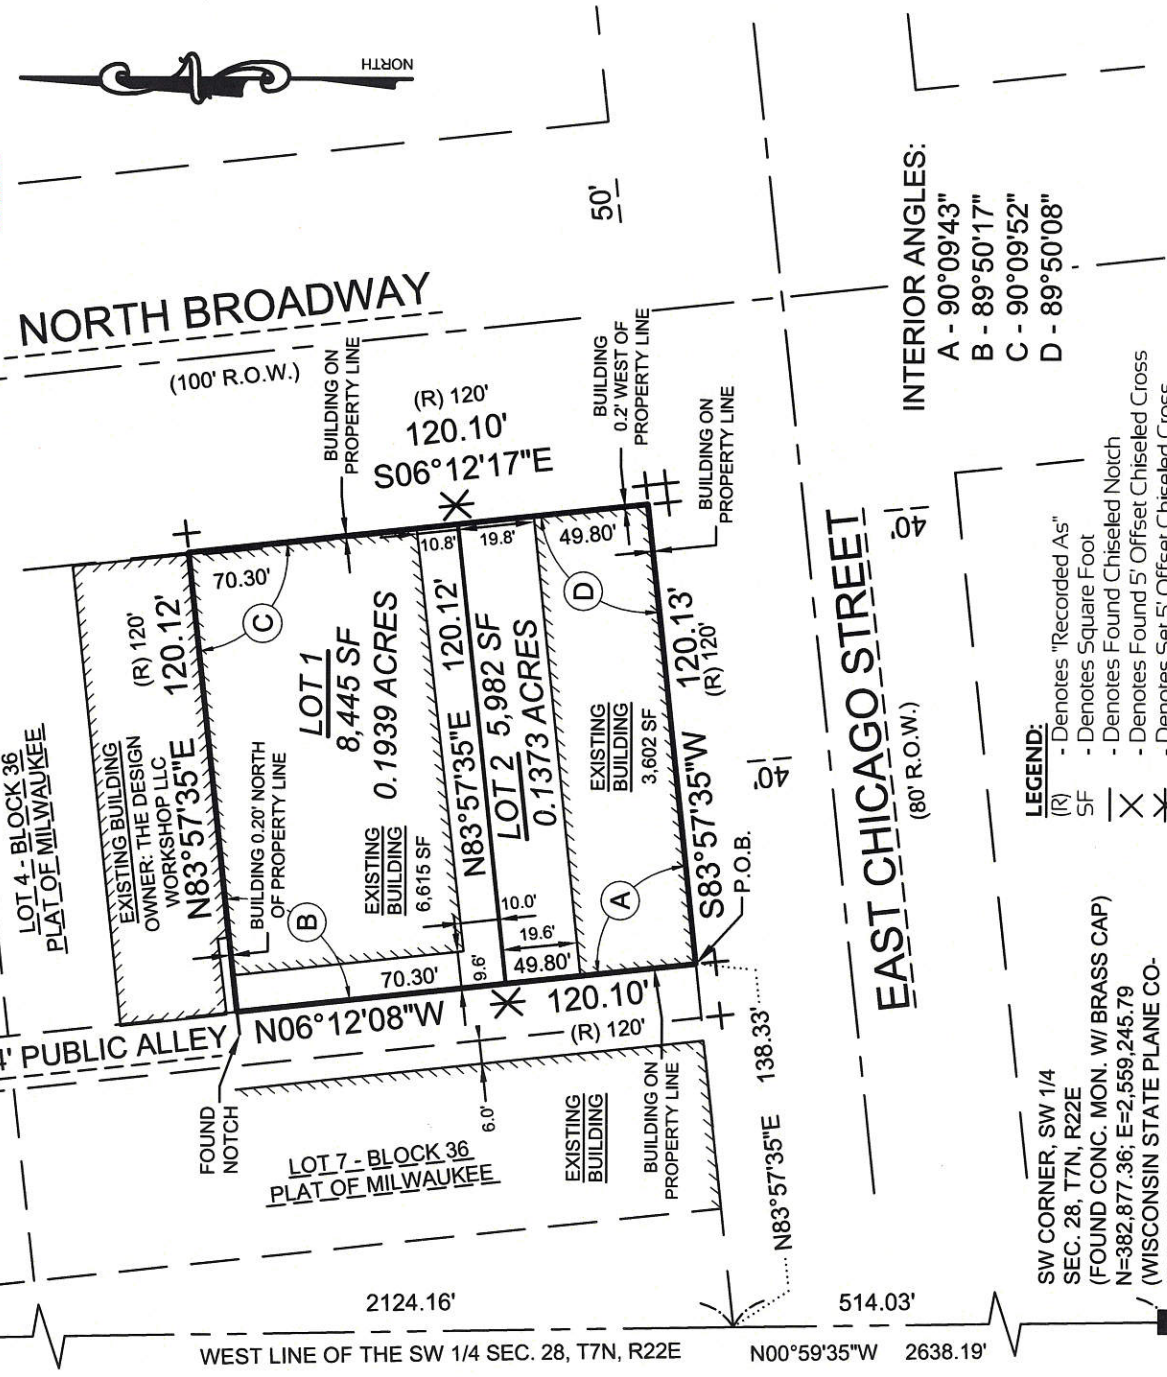 NORTH
NORTH BROADWAY
(100' R.O.W.)
50'
BUILDING ON
PROPERTY LINE
(R) 120'
120.10'
S06°12'17"E
BUILDING
0.2' WEST OF
PROPERTY LINE
BUILDING ON
PROPERTY LINE
INTERIOR ANGLES:
A - 90°09'43"
B - 89°50'17"
C - 90°09'52"
D - 89°50'08"
LOT 4 - BLOCK 36
PLAT OF MILWAUKEE
EXISTING BUILDING
OWNER: THE DESIGN
WORKSHOP LLC
(R) 120'
N83°57'35"E 120.12'
BUILDING 0.20' NORTH
OF PROPERTY LINE
70.30'
C
B
LOT 1
8,445 SF
0.1939 ACRES
EXISTING
BUILDING
6,615 SF
10.8'
19.8'
49.80'
N83°57'35"E 120.12'
LOT 2 5,982 SF
0.1373 ACRES
D
A
EXISTING
BUILDING
3,602 SF
70.30'
9.6'
10.0'
19.6'
49.80'
S83°57'35"W 120.13'
(R) 120'
P.O.B.
40'
40'
EAST CHICAGO STREET
(80' R.O.W.)
4' PUBLIC ALLEY
N06°12'08"W 120.10'
(R) 120'
FOUND
NOTCH
LOT 7 - BLOCK 36
PLAT OF MILWAUKEE
6.0'
EXISTING
BUILDING
BUILDING ON
PROPERTY LINE
N83°57'35"E 138.33'
2124.16'
514.03'
WEST LINE OF THE SW 1/4 SEC. 28, T7N, R22E
N00°59'35"W 2638.19'
LEGEND:
(R) - Denotes "Recorded As"
SF - Denotes Square Foot
- Denotes Found Chiseled Notch
- Denotes Found 5' Offset Chiseled Cross
- Denotes Set 5' Offset Chiseled Cross
SW CORNER, SW 1/4
SEC. 28, T7N, R22E
(FOUND CONC. MON. W/ BRASS CAP)
N=382,877.36; E=2,559,245.79
(WISCONSIN STATE PLANE CO-